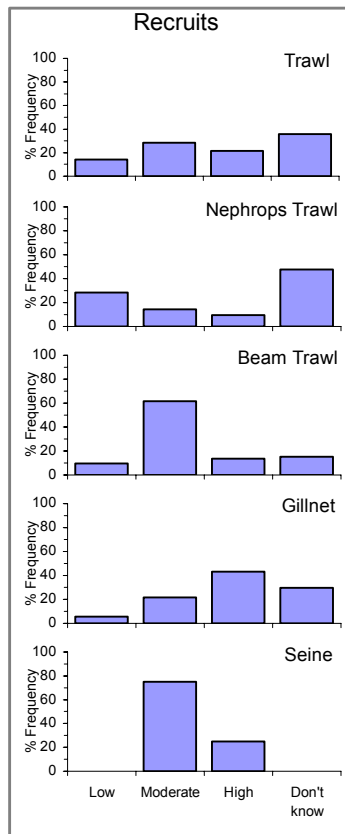 Recruits
Trawl
% Frequency
100
80
60
40
20
0
Nephrops Trawl
% Frequency
100
80
60
40
20
0
Beam Trawl
% Frequency
100
80
60
40
20
0
Gillnet
% Frequency
100
80
60
40
20
0
Seine
% Frequency
100
80
60
40
20
0
Low Moderate High Don't
know